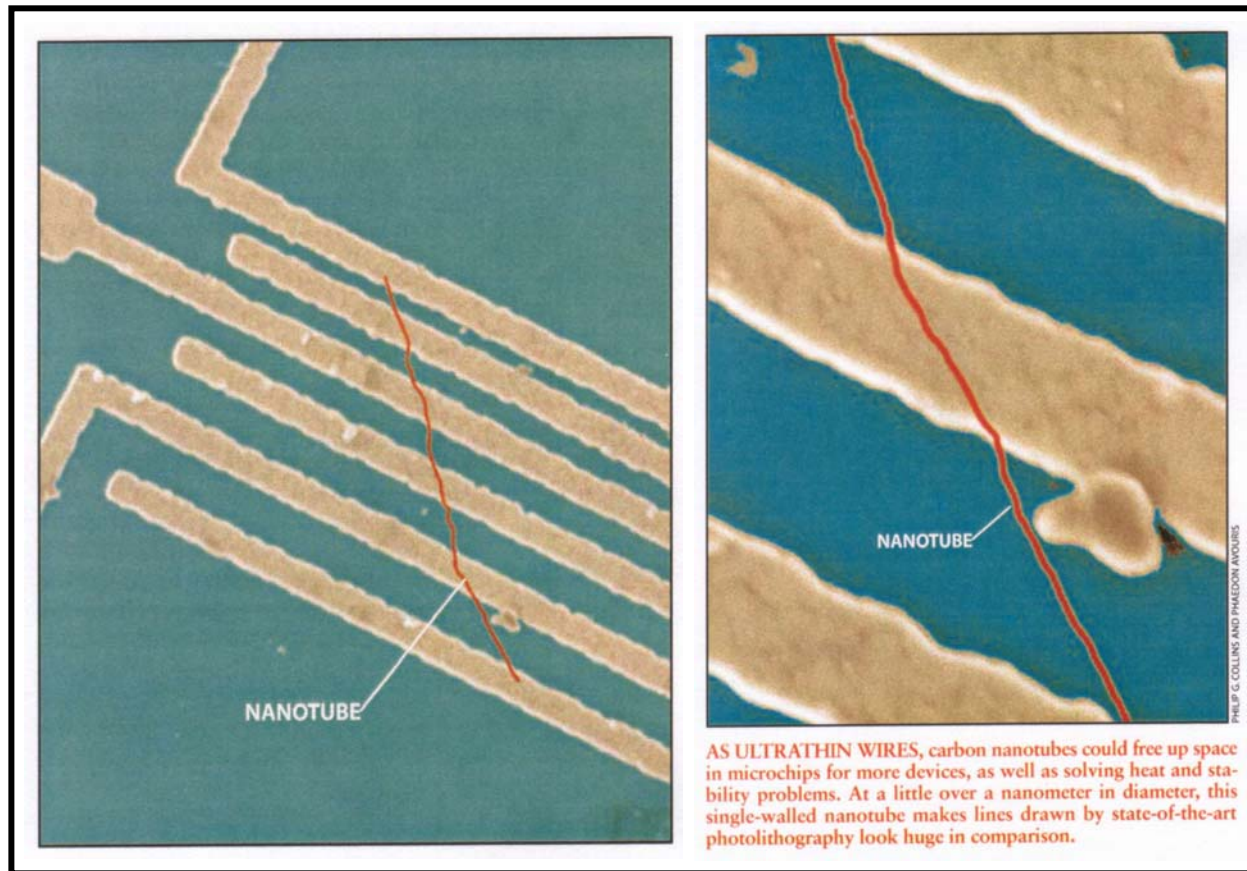 NANOTUBE
NANOTUBE
PHILIP G. COLLINS AND PHAEDON AVOURIS
AS ULTRATHIN WIRES, carbon nanotubes could free up space
in microchips for more devices, as well as solving heat and sta-
bility problems. At a little over a nanometer in diameter, this
single-walled nanotube makes lines drawn by state-of-the-art
photolithography look huge in comparison.